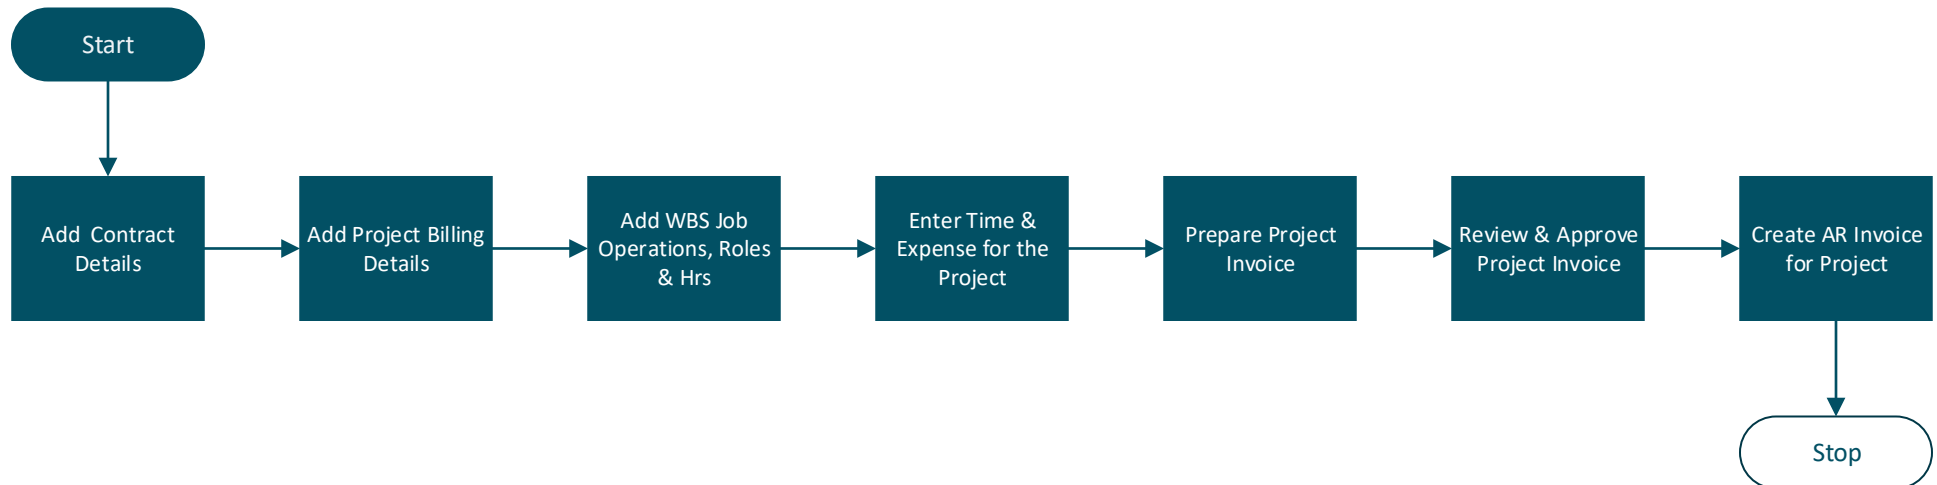 Start
Add Contract
Details
Add Project Billing
Details
Add WBS Job
Operations, Roles
& Hrs
Enter Time &
Expense for the
Project
Prepare Project
Invoice
Review & Approve
Project Invoice
Create AR Invoice
for Project
Stop